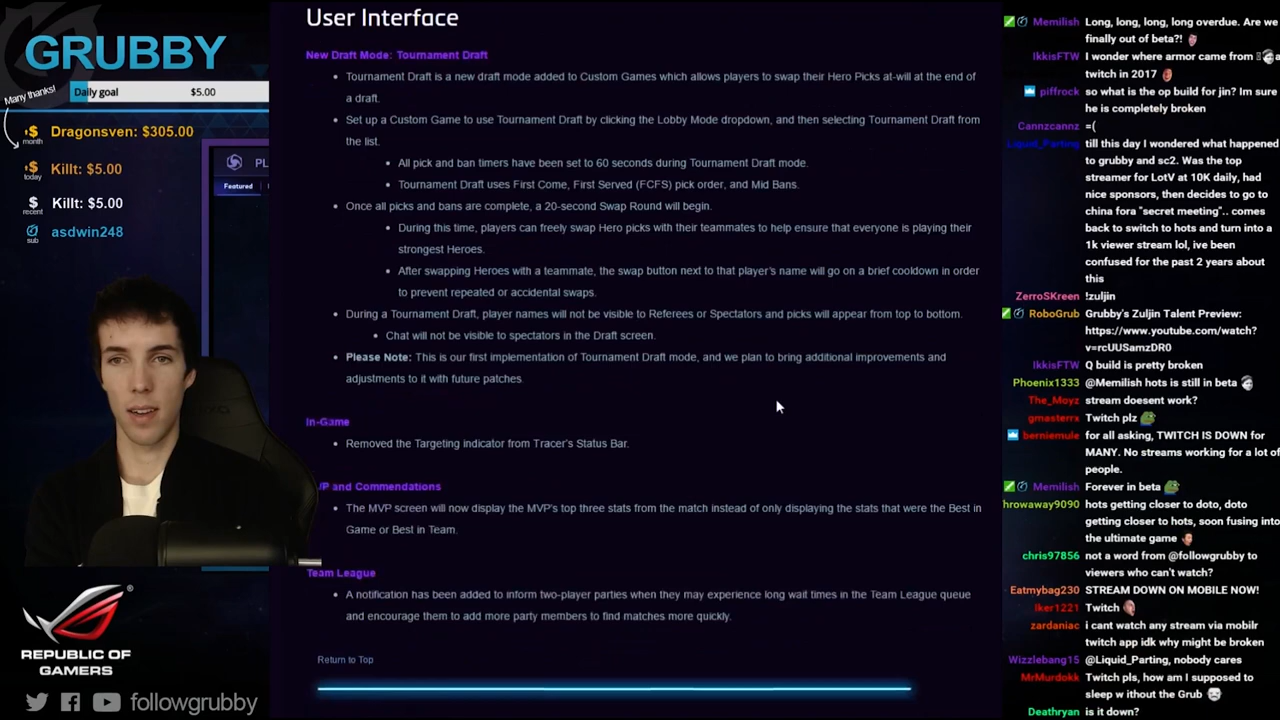 GRUBBY
Many thanks!
Daily goal
$5.00
$
month
Dragonsven: $305.00
$
today
Killt: $5.00
$
recent
Killt: $5.00
sub
asdwin248
PL
Featured
REPUBLIC OF
GAMERS
followgrubby
User Interface
New Draft Mode: Tournament Draft
Tournament Draft is a new draft mode added to Custom Games which allows players to swap their Hero Picks at-will at the end of
a draft.
Set up a Custom Game to use Tournament Draft by clicking the Lobby Mode dropdown, and then selecting Tournament Draft from
the list.
All pick and ban timers have been set to 60 seconds during Tournament Draft mode.
Tournament Draft uses First Come, First Served (FCFS) pick order, and Mid Bans.
Once all picks and bans are complete, a 20-second Swap Round will begin.
During this time, players can freely swap Hero picks with their teammates to help ensure that everyone is playing their
strongest Heroes.
After swapping Heroes with a teammate, the swap button next to that player's name will go on a brief cooldown in order
to prevent repeated or accidental swaps.
During a Tournament Draft, player names will not be visible to Referees or Spectators and picks will appear from top to bottom.
Chat will not be visible to spectators in the Draft screen.
Please Note: This is our first implementation of Tournament Draft mode, and we plan to bring additional improvements and
adjustments to it with future patches.
In-Game
Removed the Targeting indicator from Tracer's Status Bar.
VP and Commendations
The MVP screen will now display the MVP's top three stats from the match instead of only displaying the stats that were the Best in
Game or Best in Team.
Team League
A notification has been added to inform two-player parties when they may experience long wait times in the Team League queue
and encourage them to add more party members to find matches more quickly.
Return to Top
Memilish Long, long, long, long overdue. Are we
finally out of beta?!
IkkisFTW I wonder where armor came from
twitch in 2017
piffrock so what is the op build for jin? Im sure
he is completely broken
Cannzcannz =(
Liquid_Parting till this day I wondered what happened
to grubby and sc2. Was the top
streamer for LotV at 10K daily, had
nice sponsors, then decides to go to
china fora "secret meeting".. comes
back to switch to hots and turn into a
1k viewer stream lol, ive been
confused for the past 2 years about
this
ZerroSKreen !zuljin
RoboGrub Grubby's Zuljin Talent Preview:
https://www.youtube.com/watch?
v=rcUUSamzDR0
IkkisFTW Q build is pretty broken
Phoenix1333 @Memilish hots is still in beta
The_Moyz stream doesent work?
gmasterrx Twitch plz
berniemule for all asking, TWITCH IS DOWN for
MANY. No streams working for a lot of
people.
Memilish Forever in beta
hrowaway9090 hots getting closer to doto, doto
getting closer to hots, soon fusing into
the ultimate game
chris97856 not a word from @followgrubby to
viewers who can't watch?
Eatmybag230 STREAM DOWN ON MOBILE NOW!
Iker1221 Twitch
zardaniac i cant watch any stream via mobilr
twitch app idk why might be broken
Wizzlebang15 @Liquid_Parting, nobody cares
MrMurdokk Twitch pls, how am I supposed to
sleep w ithout the Grub
Deathryan is it down?